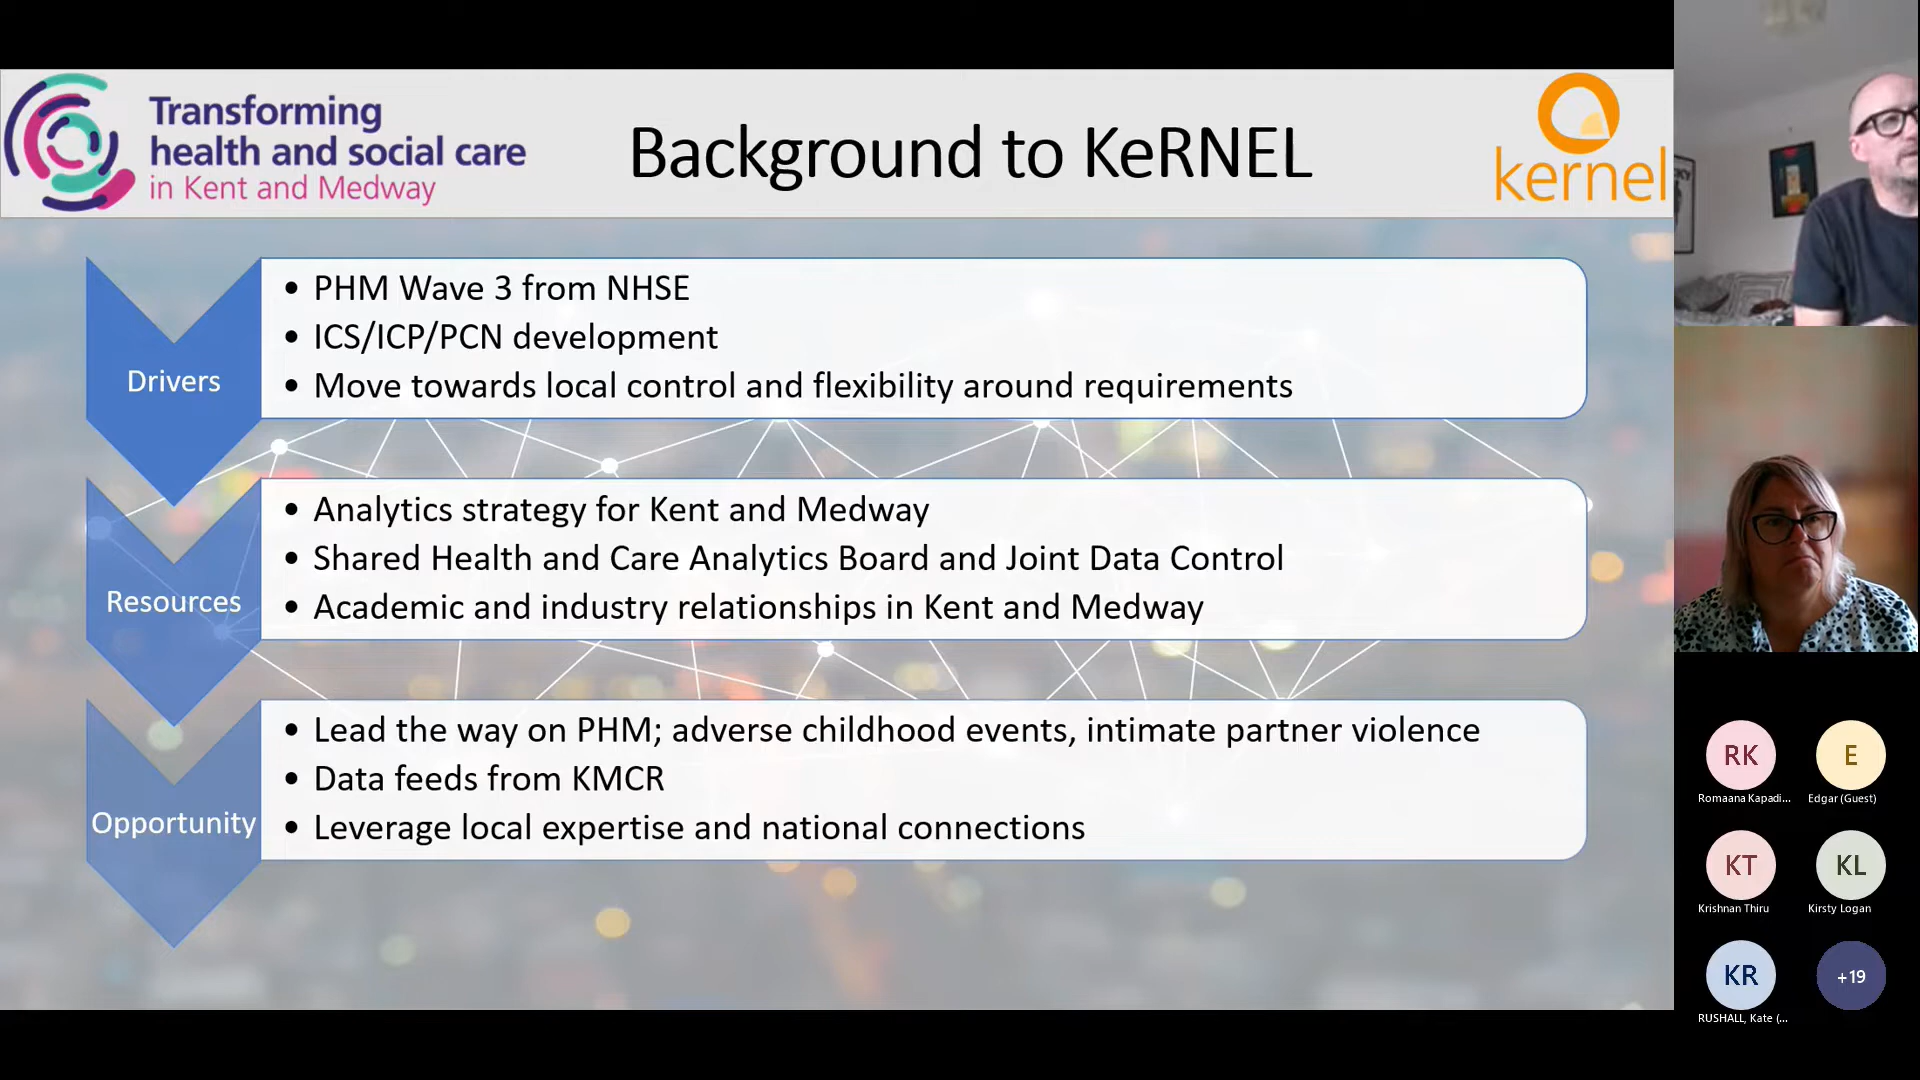 Transforming
health and social care
in Kent and Medway
Background to KeRNEL
kernel
Drivers
• PHM Wave 3 from NHSE
• ICS/ICP/PCN development
• Move towards local control and flexibility around requirements
Resources
• Analytics strategy for Kent and Medway
• Shared Health and Care Analytics Board and Joint Data Control
• Academic and industry relationships in Kent and Medway
Opportunity
• Lead the way on PHM; adverse childhood events, intimate partner violence
• Data feeds from KMCR
• Leverage local expertise and national connections
RK
E
Romaana Kapadi...
Edgar (Guest)
KT
KL
Krishnan Thiru
Kirsty Logan
KR
+19
RUSHALL, Kate (...